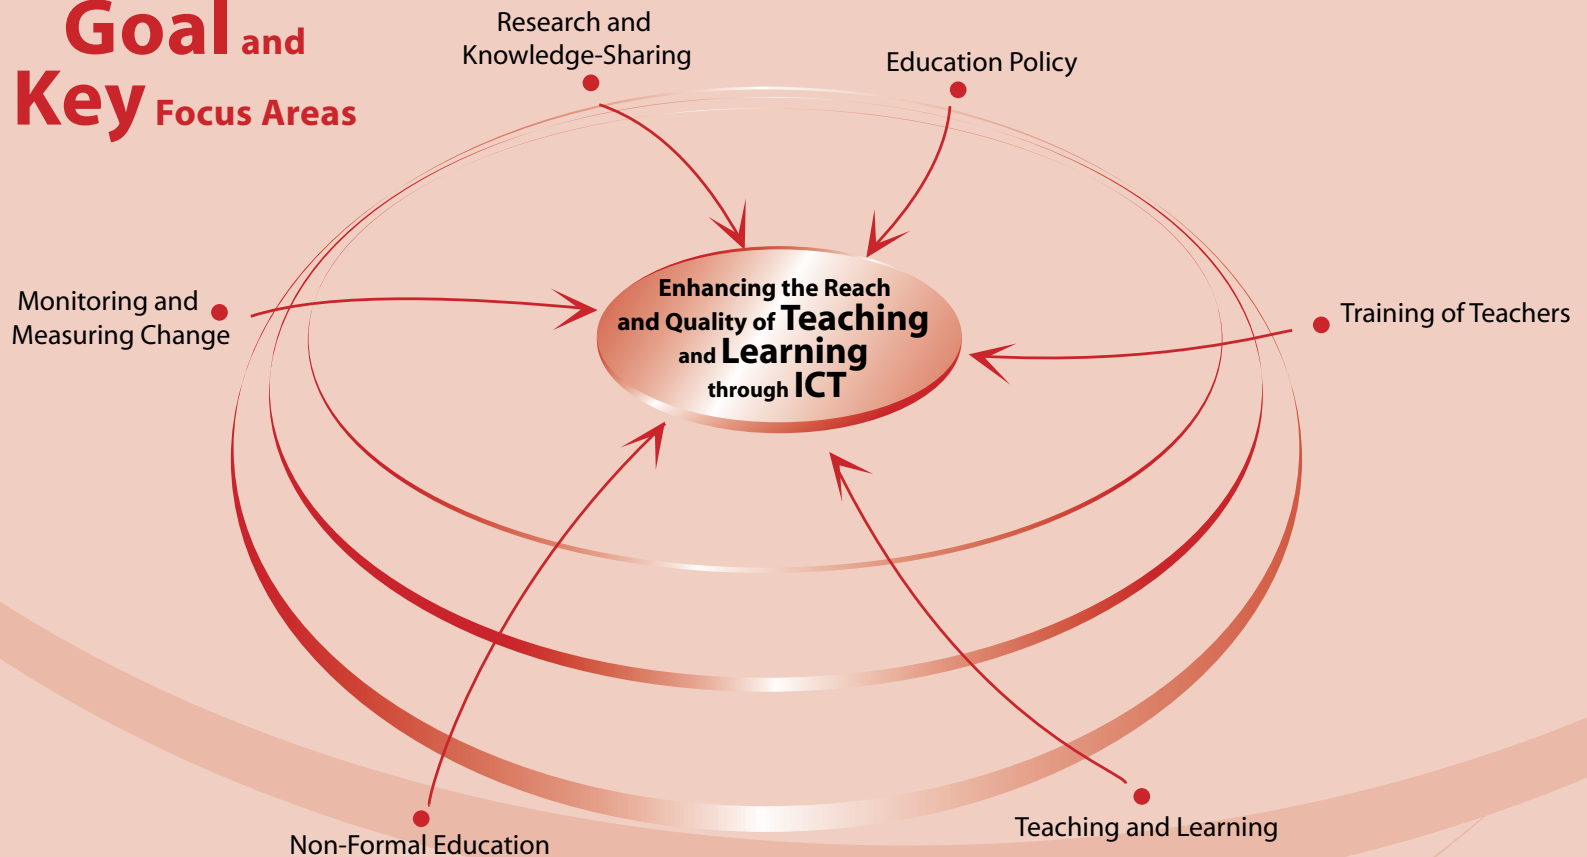 Goal and
Key Focus Areas
Research and
Knowledge-Sharing
Education Policy
Monitoring and
Measuring Change
Enhancing the Reach
and Quality of Teaching
and Learning
through ICT
Training of Teachers
Non-Formal Education
Teaching and Learning